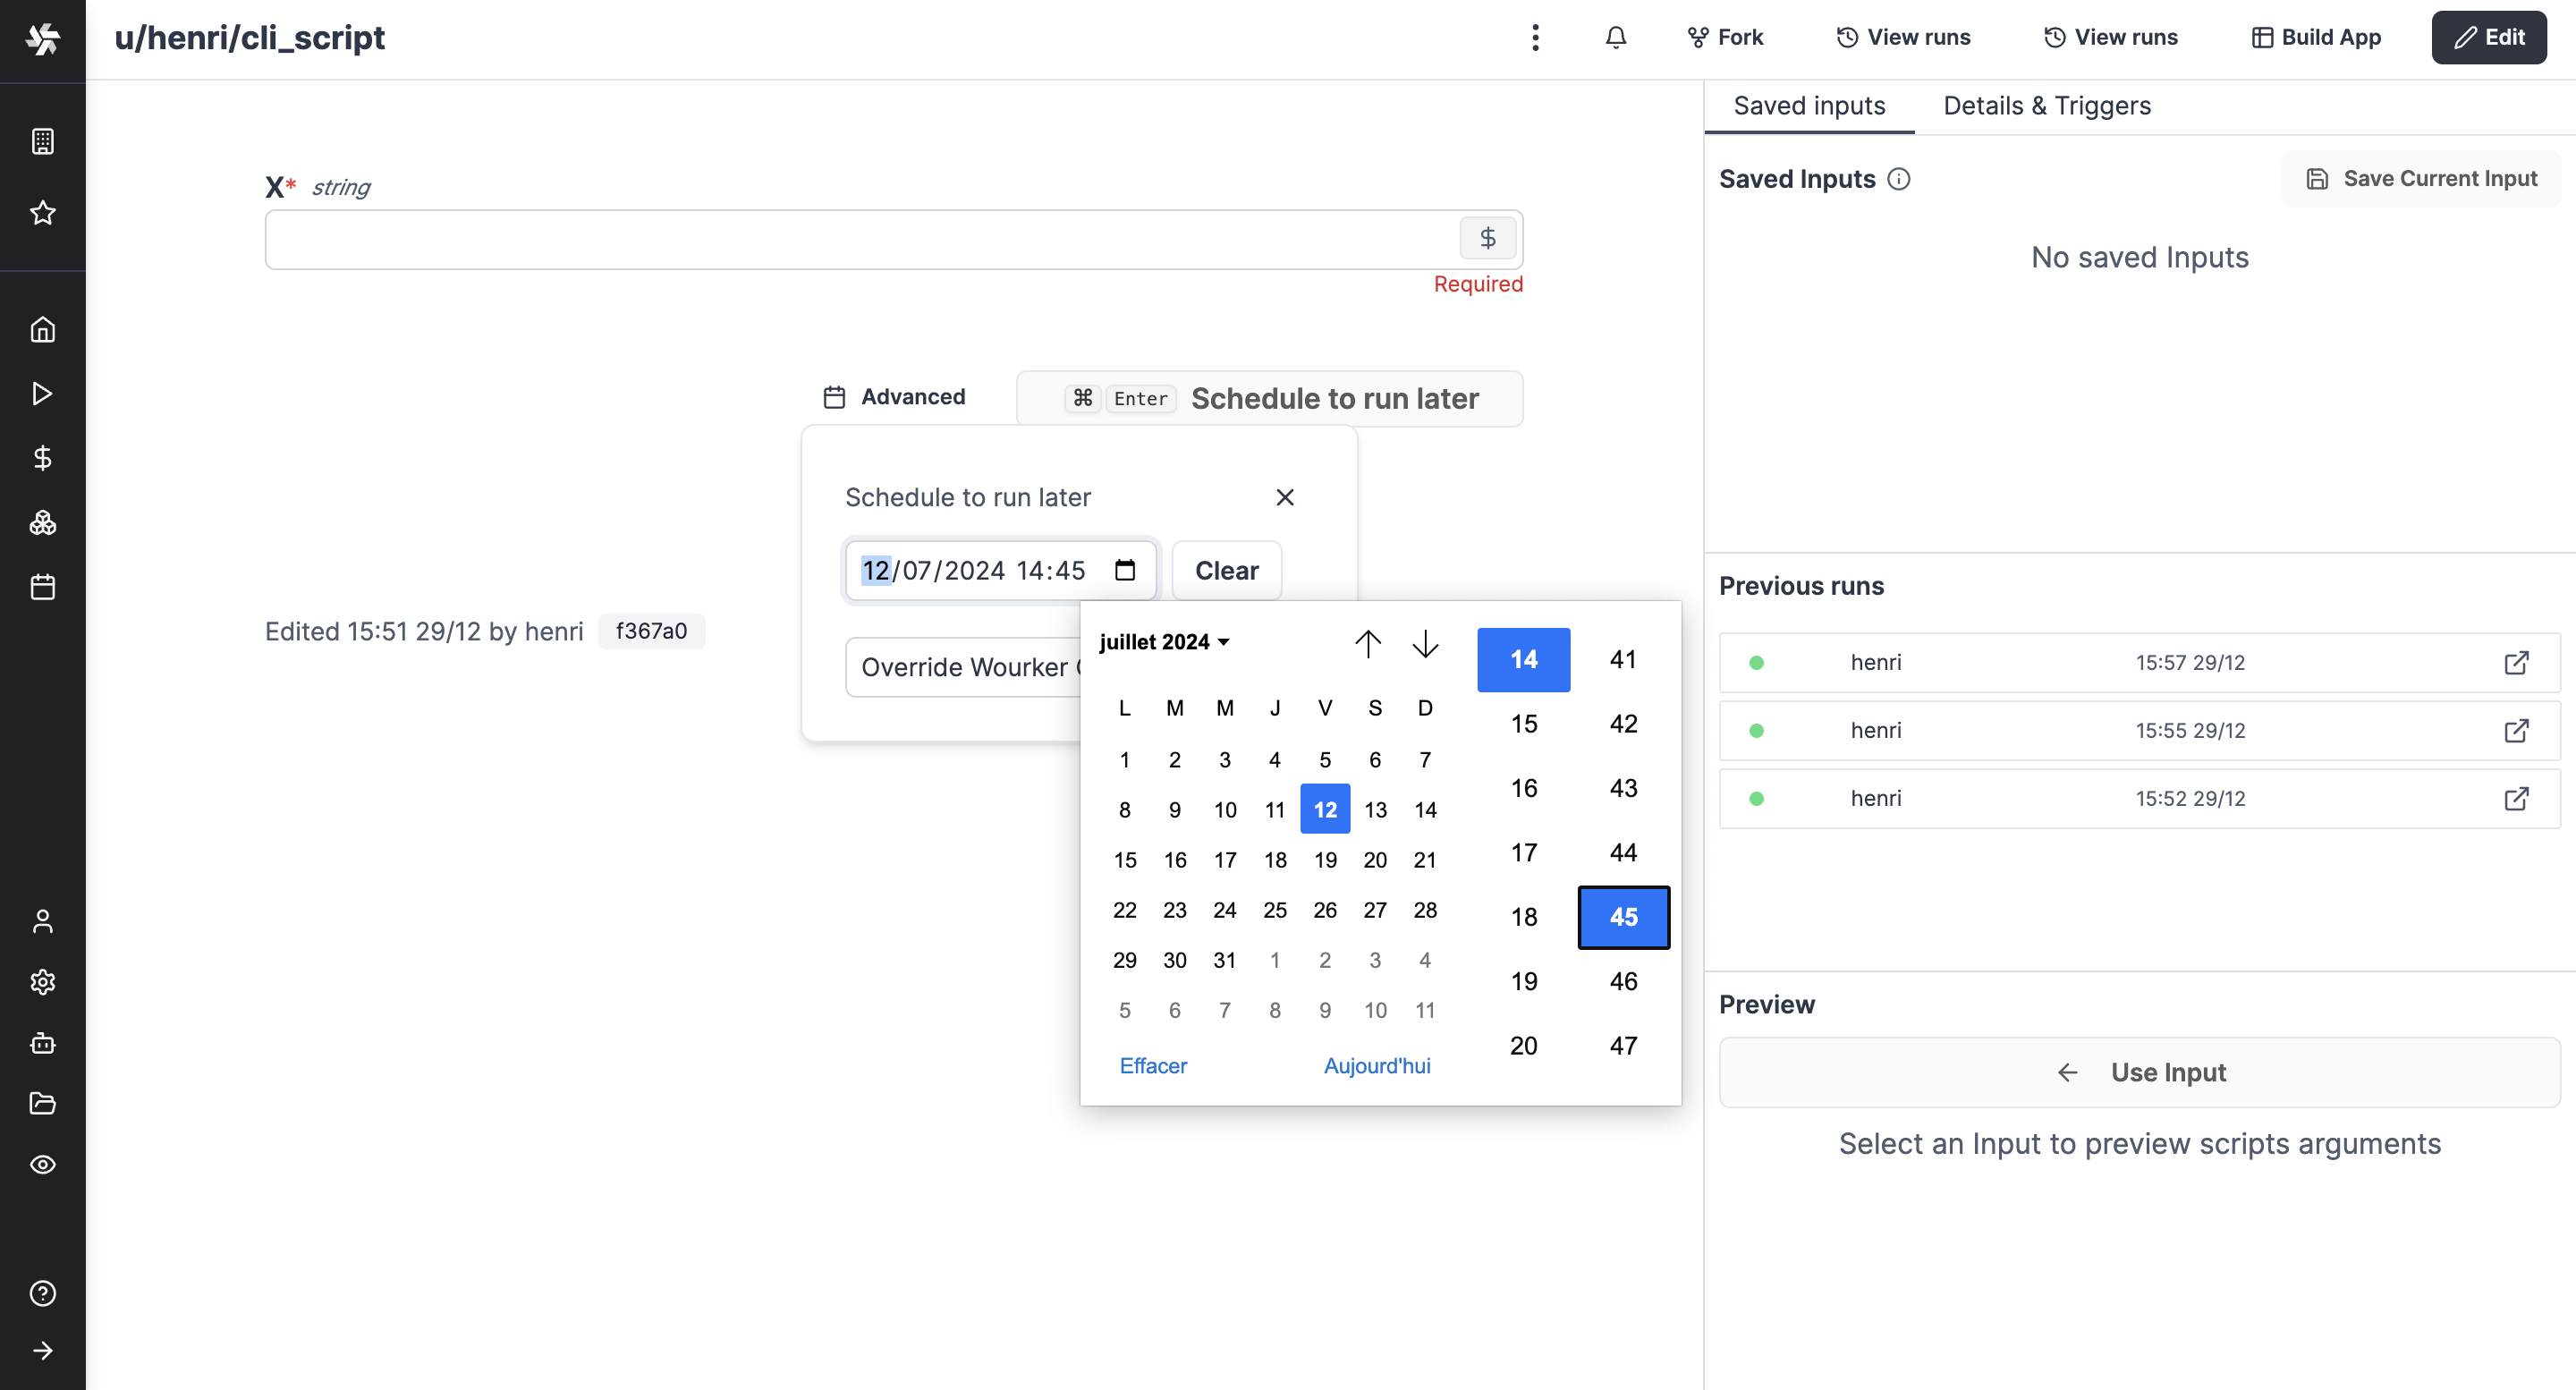 u/henri/cli_script
Fork
View runs
View runs
Build App
Edit
X* string
$
Required
Advanced
⌘ Enter Schedule to run later
Schedule to run later
12/07/2024 14:45
Clear
Override Wourker
Edited 15:51 29/12 by henri f367a0
juillet 2024
L M M J V S D
1 2 3 4 5 6 7
8 9 10 11 12 13 14
15 16 17 18 19 20 21
22 23 24 25 26 27 28
29 30 31 1 2 3 4
5 6 7 8 9 10 11
Effacer Aujourd'hui
14 41
15 42
16 43
17 44
18 45
19 46
20 47
Saved inputs
Details & Triggers
Saved Inputs
Save Current Input
No saved Inputs
Previous runs
henri 15:57 29/12
henri 15:55 29/12
henri 15:52 29/12
Preview
Use Input
Select an Input to preview scripts arguments